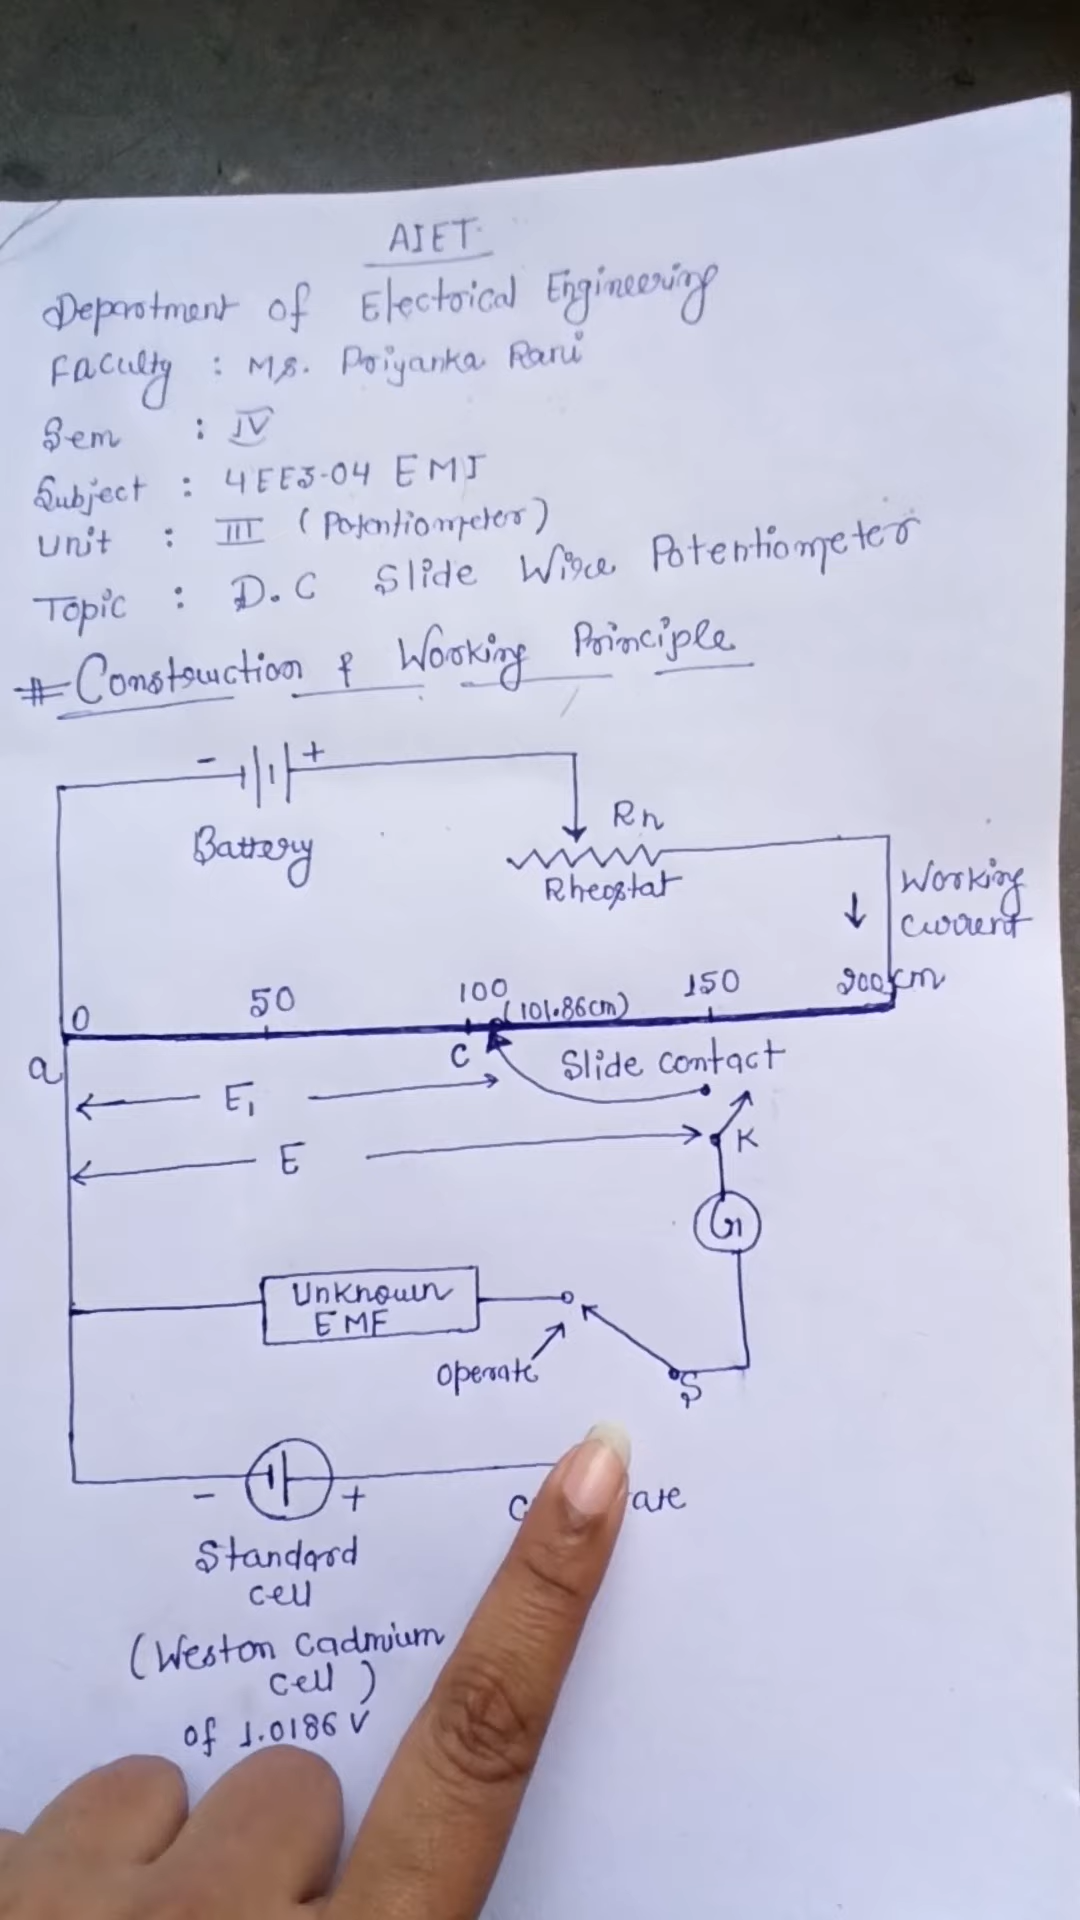 AIET
Department of Electrical Engineering
Faculty : Ms. Priyanka Rani
Sem : IV
Subject : 4EE3-04 EMI
Unit : III (Potentiometer)
Topic : D.C Slide Wire Potentiometer
# Construction & Working Principle
- +
Battery
Rh
Rheostat
Working
Current
0 50 100 (101.86cm) 150 200cm
a
C
Slide contact
E1
K
E
G
Unknown
EMF
Operate
S
- +
Standard
cell
(Weston Cadmium
cell)
of 1.0186 V